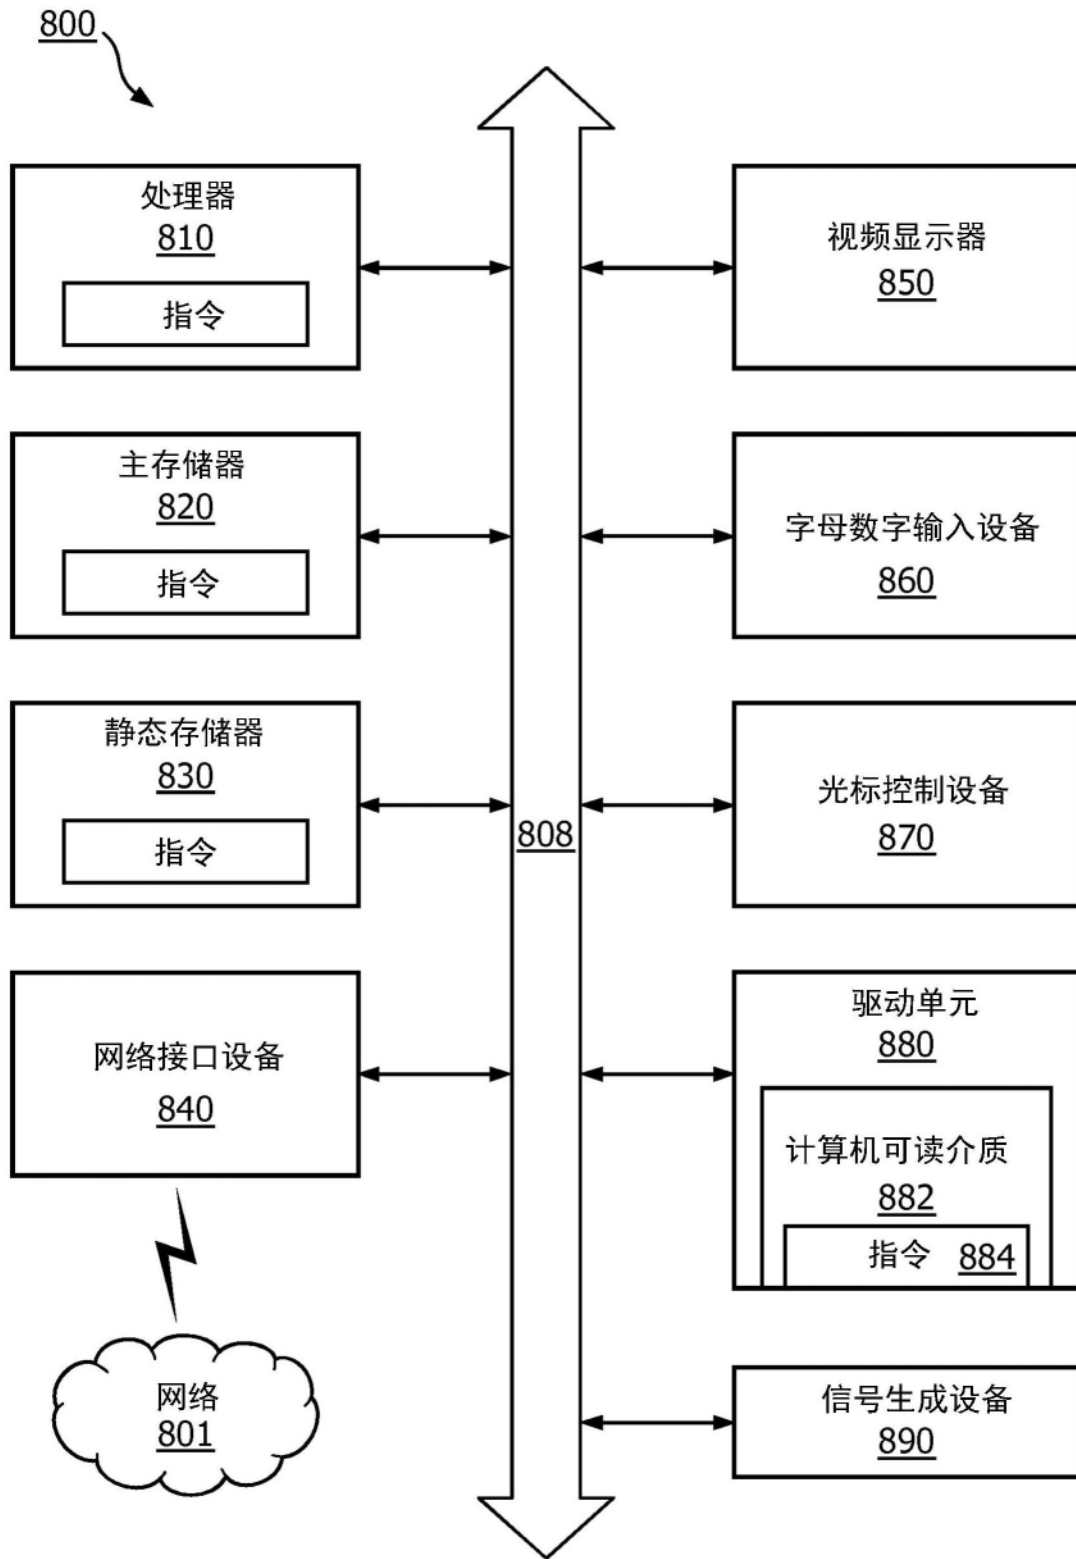 800
处理器
810
指令
主存储器
820
指令
静态存储器
830
指令
网络接口设备
840
网络
801
808
视频显示器
850
字母数字输入设备
860
光标控制设备
870
驱动单元
880
计算机可读介质
882
指令 884
信号生成设备
890